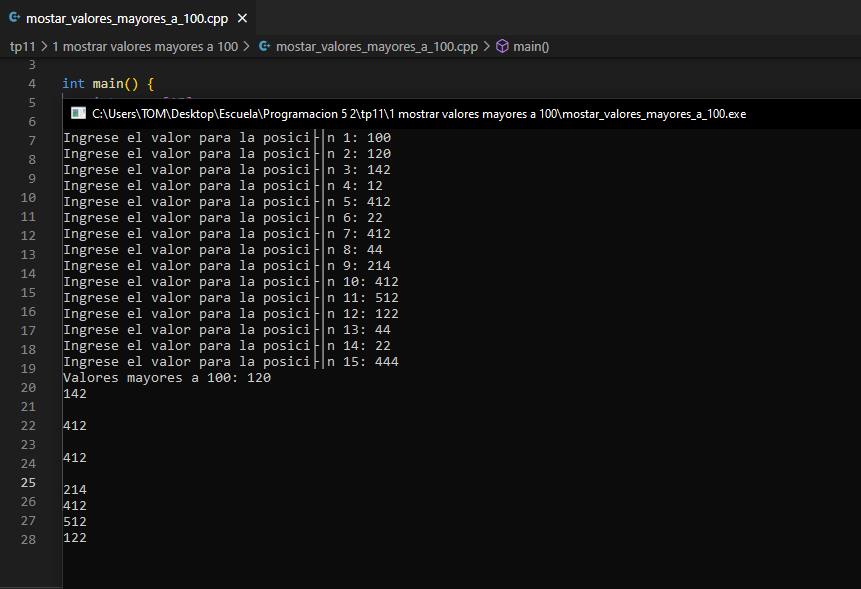 mostar_valores_mayores_a_100.cpp
tp11 > 1 mostrar valores mayores a 100 > mostar_valores_mayores_a_100.cpp > main()
3
4 int main() {
5
6 C:\Users\TOM\Desktop\Escuela\Programacion 5 2\tp11\1 mostrar valores mayores a 100\mostar_valores_mayores_a_100.exe
7 Ingrese el valor para la posici├│n 1: 100
Ingrese el valor para la posici├│n 2: 120
8 Ingrese el valor para la posici├│n 3: 142
9 Ingrese el valor para la posici├│n 4: 12
10 Ingrese el valor para la posici├│n 5: 412
11 Ingrese el valor para la posici├│n 6: 22
12 Ingrese el valor para la posici├│n 7: 412
13 Ingrese el valor para la posici├│n 8: 44
Ingrese el valor para la posici├│n 9: 214
14 Ingrese el valor para la posici├│n 10: 412
15 Ingrese el valor para la posici├│n 11: 512
16 Ingrese el valor para la posici├│n 12: 122
17 Ingrese el valor para la posici├│n 13: 44
18 Ingrese el valor para la posici├│n 14: 22
19 Ingrese el valor para la posici├│n 15: 444
Valores mayores a 100: 120
20 142
21
22 412
23
24 412
25 214
26 412
27 512
28 122